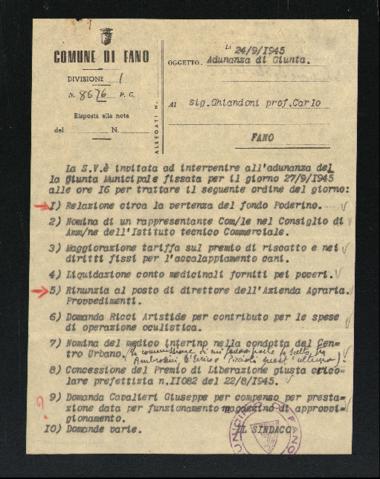 COMUNE DI FANO
DIVISIONE I
N. 8676 P.G.
Risposta alla nota
del N.
ALLEGATI N.
li 24/9/1945
OGGETTO. Adunanza di Giunta.
Al Sig. Ghiandoni prof. Carlo
FANO
La S.V. è invitata ad intervenire all'adunanza del
la Giunta Municipale fissata per il giorno 27/9/1945
alle ore 16 per trattare il seguente ordine del giorno:
1) Relazione circa la vertenza del fondo Poderino.
2) Nomina di un rappresentante Com/le nel Consiglio di
Amm/ne dell'Istituto tecnico Commerciale.
3) Maggiorazione tariffa sul premio di riscatto e nei
diritti fissi per l'accalappiamento cani.
4) Liquidazione conto medicinali forniti pei poveri.
5) Rinunzia al posto di direttore dell'Azienda Agraria.
Provvedimenti.
6) Domanda Ricci Aristide per contributo per le spese
di operazione oculistica.
7) Nomina del medico interino nella condotta del Cen-
tro Urbano.
8) Concessione del Premio di Liberazione giusta circo
lare prefettizia n. II082 del 22/8/1945.
9) Domanda Cavalieri Giuseppe per compenso per presta-
zione data per funzionamento magazzino di approvvi-
gionamento.
10) Domande varie.
IL SINDACO